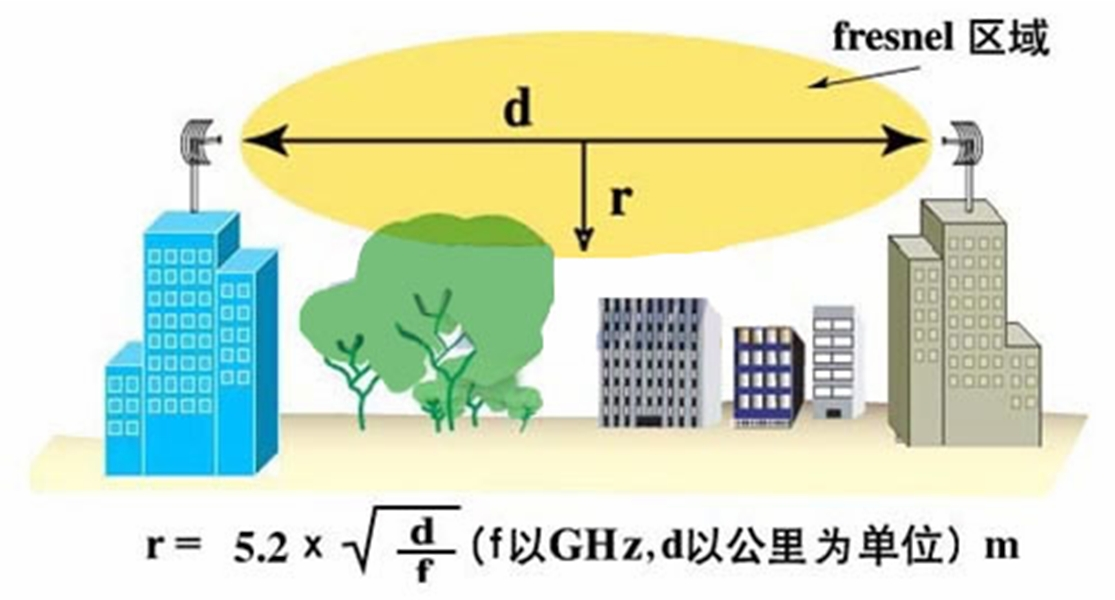 fresnel 区域
d
r
r = 5.2 × √ d/f (f以GHz,d以公里为单位) m